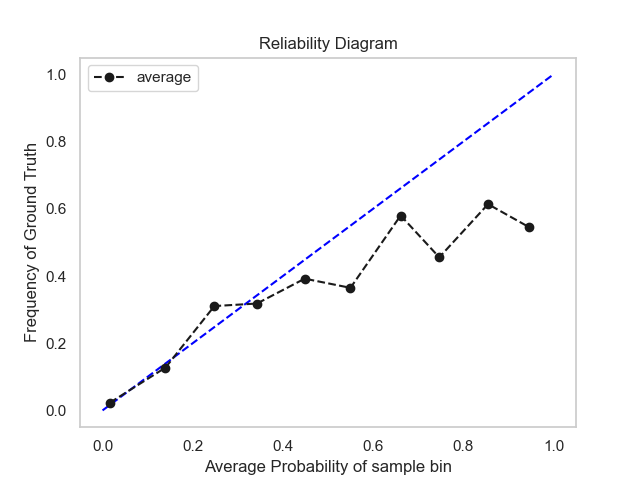 Reliability Diagram
average
Frequency of Ground Truth
1.0
0.8
0.6
0.4
0.2
0.0
0.0 0.2 0.4 0.6 0.8 1.0
Average Probability of sample bin